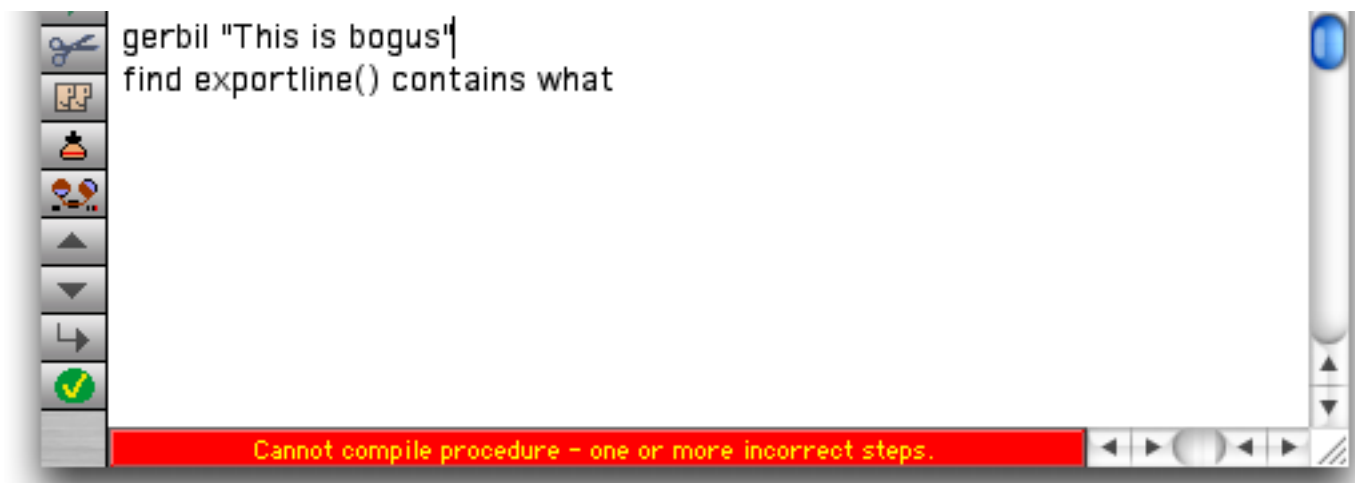 gerbil "This is bogus"
find exportline() contains what
Cannot compile procedure – one or more incorrect steps.